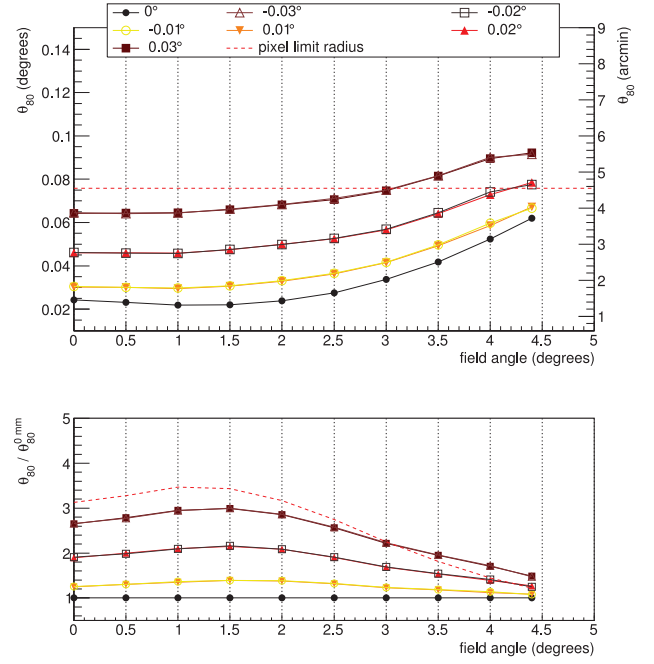 0° -0.03° -0.02°
-0.01° 0.01° 0.02°
0.03° pixel limit radius
θ80 (degrees)
0.14
0.12
0.1
0.08
0.06
0.04
0.02
θ80 (arcmin)
9
8
7
6
5
4
3
2
1
0 0.5 1 1.5 2 2.5 3 3.5 4 4.5 5
field angle (degrees)
θ80 / θ80 0 mm
5
4
3
2
1
0 0.5 1 1.5 2 2.5 3 3.5 4 4.5 5
field angle (degrees)